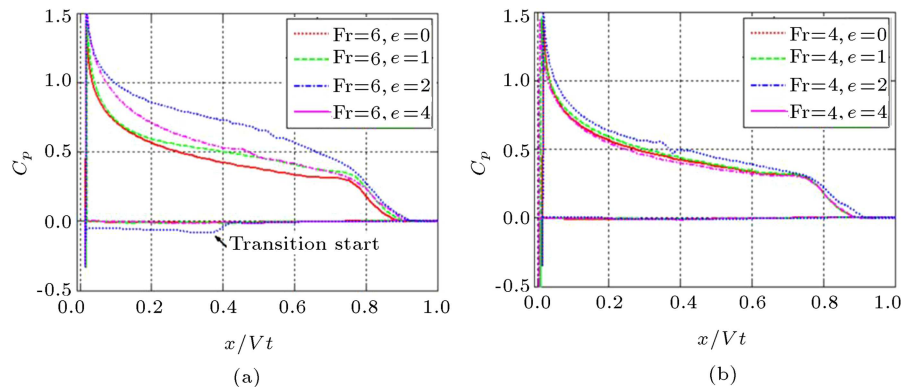 1.5
1.0
0.5
0.0
-0.5
C_p
Fr=6, e=0
Fr=6, e=1
Fr=6, e=2
Fr=6, e=4
Transition start
0.0 0.2 0.4 0.6 0.8 1.0
x/Vt
(a)
1.5
1.0
0.5
0.0
-0.5
C_p
Fr=4, e=0
Fr=4, e=1
Fr=4, e=2
Fr=4, e=4
0.0 0.2 0.4 0.6 0.8 1.0
x/Vt
(b)